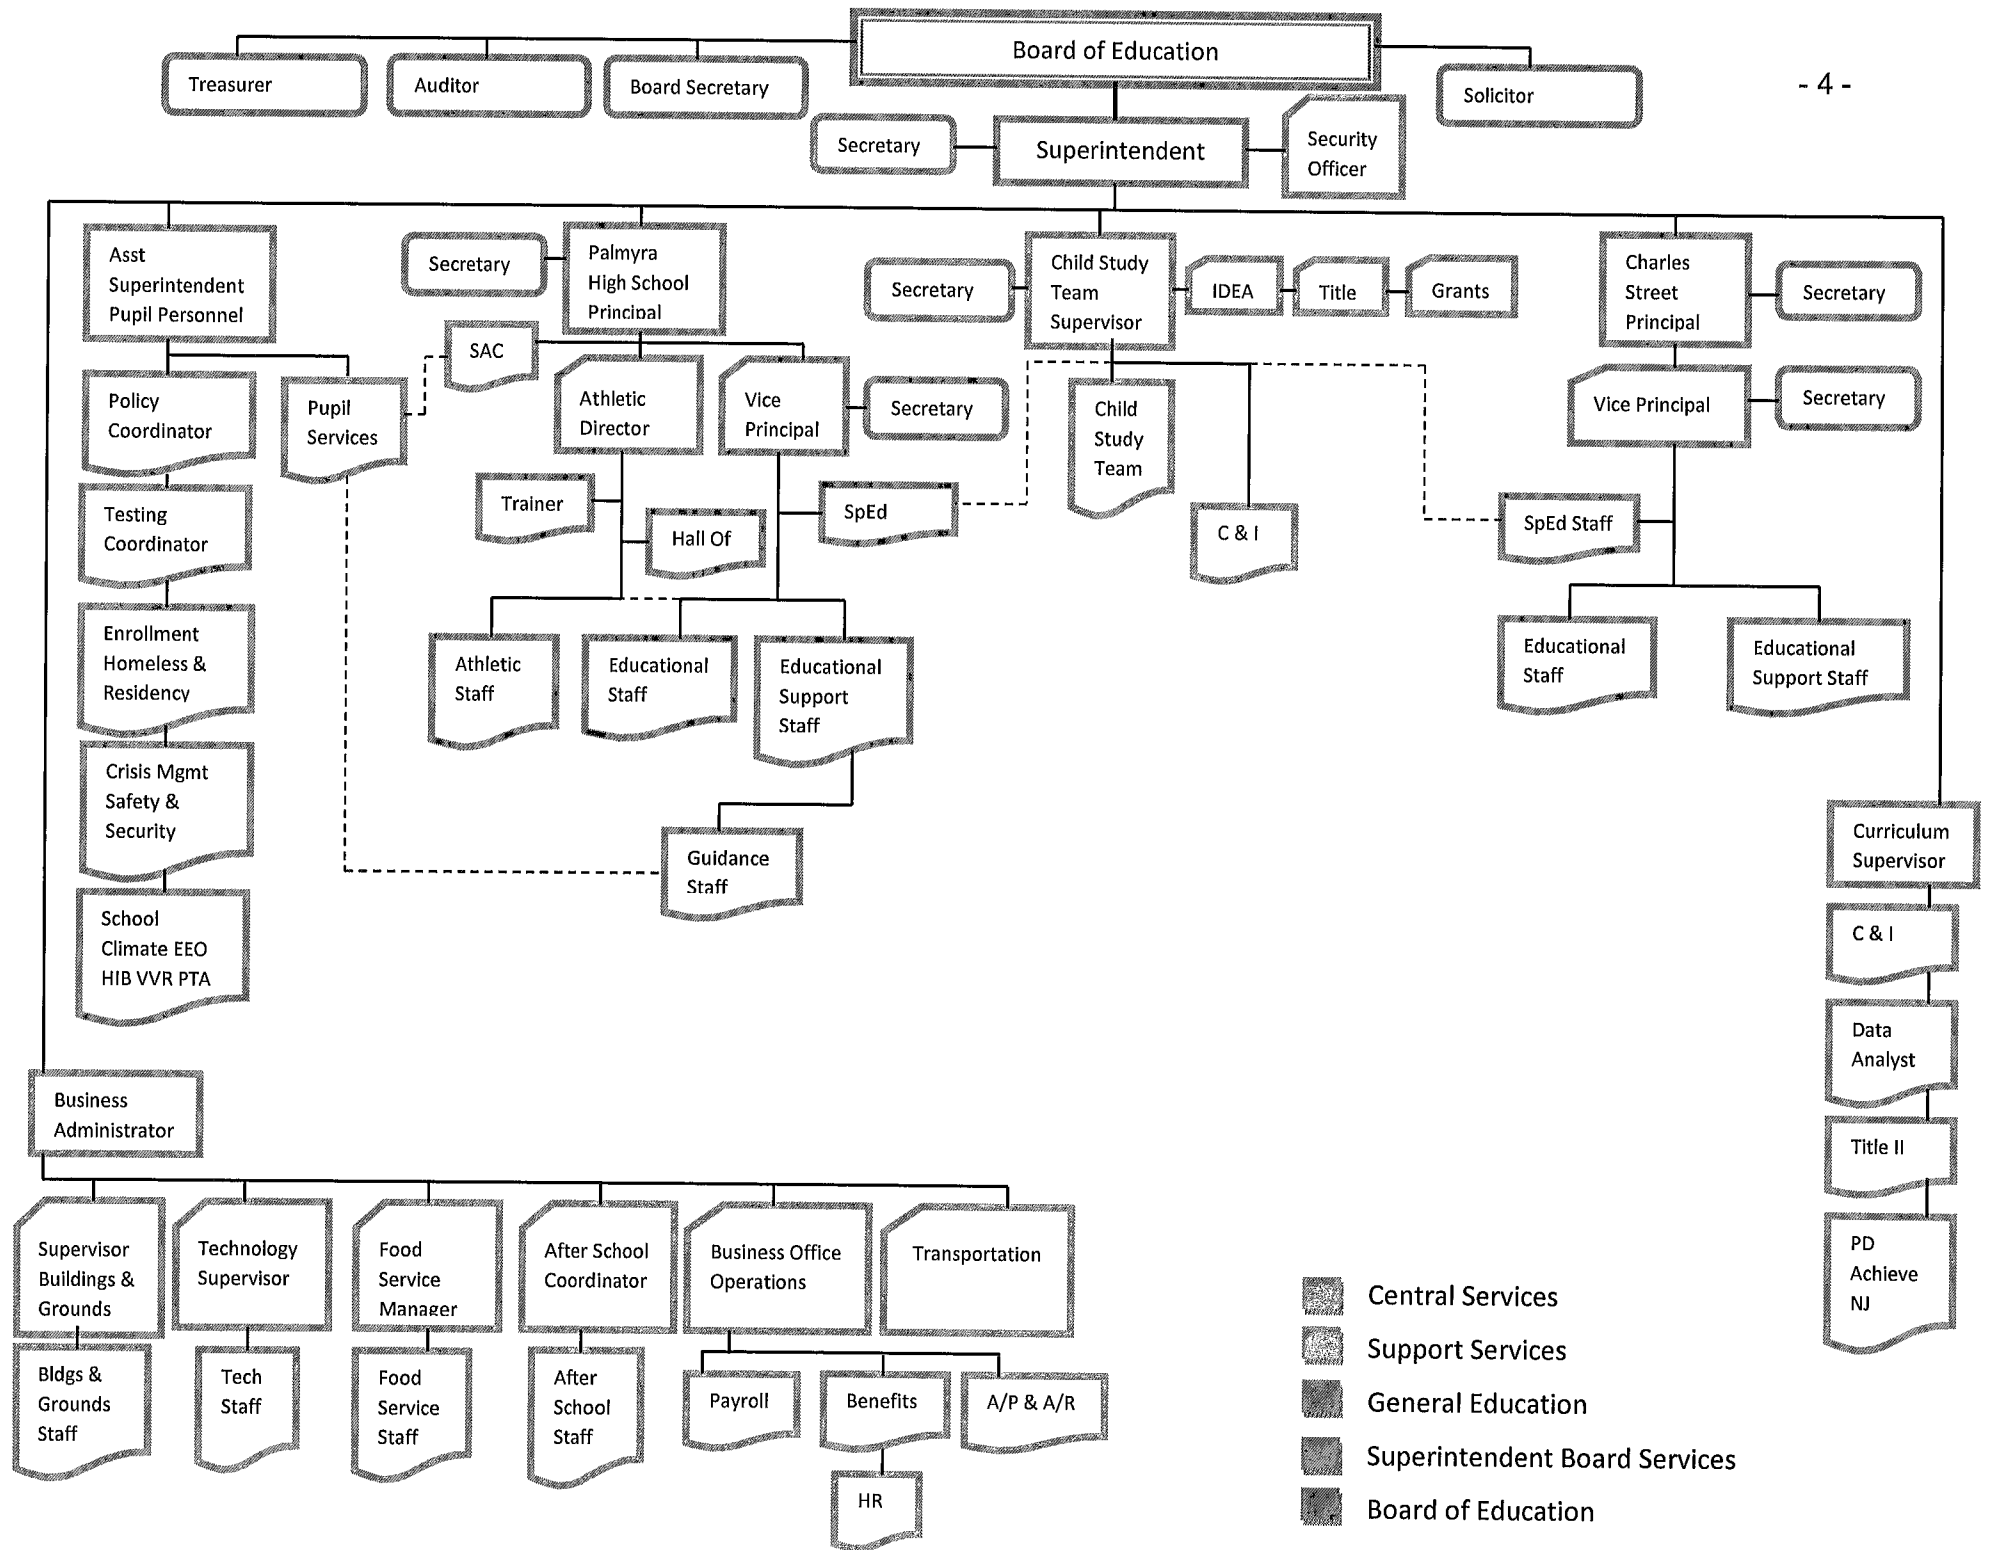 Board of Education
Treasurer
Auditor
Board Secretary
Solicitor
- 4 -
Secretary
Superintendent
Security
Officer
Asst
Superintendent
Pupil Personnel
Secretary
Palmyra
High School
Principal
Secretary
Child Study
Team
Supervisor
IDEA
Title
Grants
Charles
Street
Principal
Secretary
SAC
Policy
Coordinator
Pupil
Services
Athletic
Director
Vice
Principal
Secretary
Child
Study
Team
Vice Principal
Secretary
Testing
Coordinator
Trainer
Hall Of
SpEd
C & I
SpEd Staff
Enrollment
Homeless &
Residency
Athletic
Staff
Educational
Staff
Educational
Support
Staff
Educational
Staff
Educational
Support Staff
Crisis Mgmt
Safety &
Security
Guidance
Staff
Curriculum
Supervisor
School
Climate EEO
HIB VVR PTA
C & I
Data
Analyst
Business
Administrator
Title II
Supervisor
Buildings &
Grounds
Technology
Supervisor
Food
Service
Manager
After School
Coordinator
Business Office
Operations
Transportation
PD
Achieve
NJ
Bldgs &
Grounds
Staff
Tech
Staff
Food
Service
Staff
After
School
Staff
Payroll
Benefits
A/P & A/R
HR
Central Services
Support Services
General Education
Superintendent Board Services
Board of Education